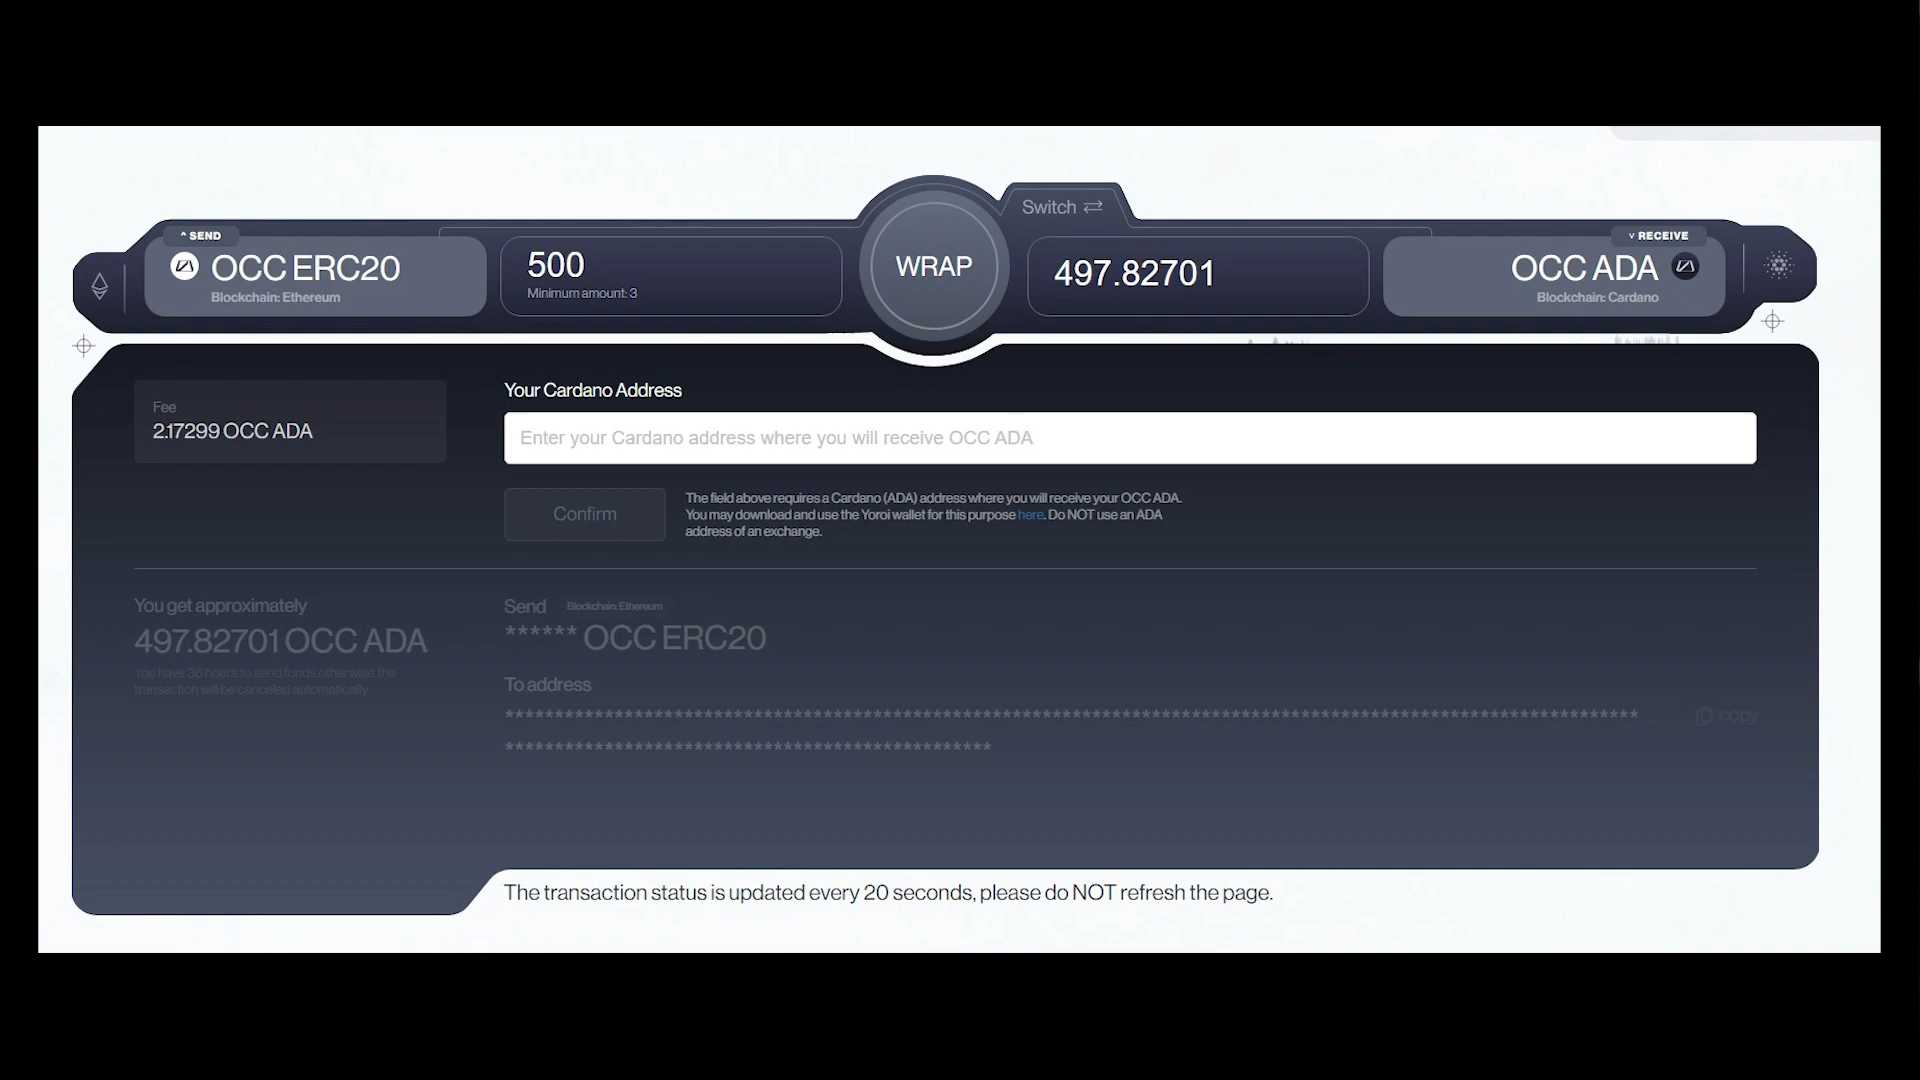 Switch
^ SEND
OCC ERC20
Blockchain: Ethereum
500
Minimum amount: 3
WRAP
497.82701
v RECEIVE
OCC ADA
Blockchain: Cardano
Fee
2.17299 OCC ADA
Your Cardano Address
Enter your Cardano address where you will receive OCC ADA
Confirm
The field above requires a Cardano (ADA) address where you will receive your OCC ADA.
You may download and use the Yoroi wallet for this purpose here. Do NOT use an ADA
address of an exchange.
You get approximately
497.82701 OCC ADA
You have 36 hours to send funds otherwise the
transaction will be canceled automatically
Send Blockchain: Ethereum
****** OCC ERC20
To address
copy
The transaction status is updated every 20 seconds, please do NOT refresh the page.